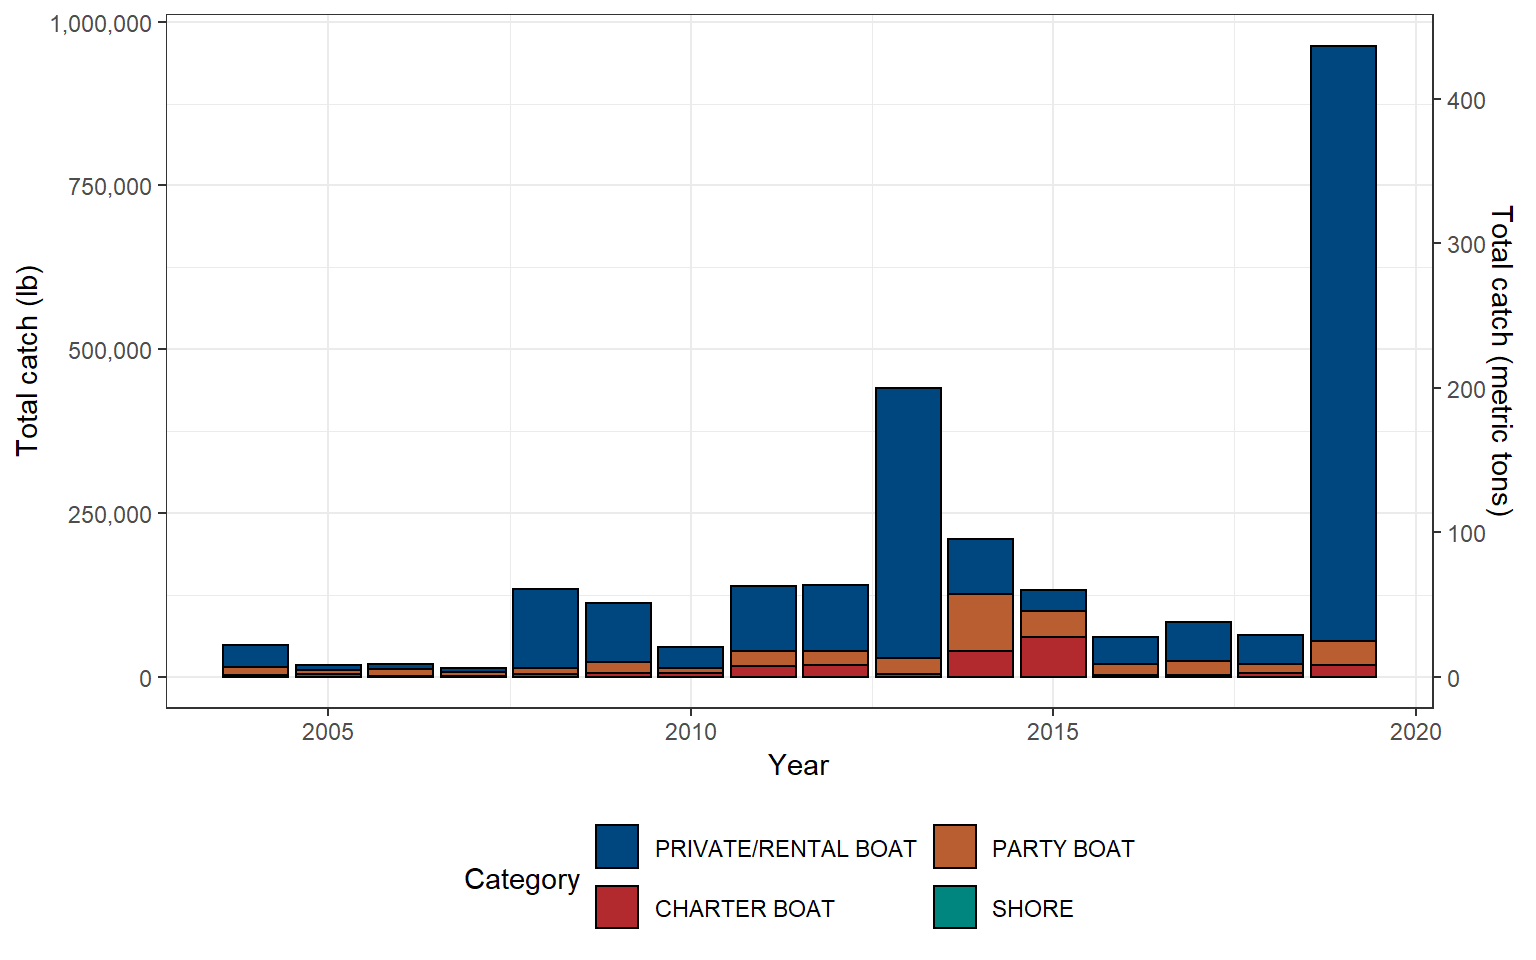 Total catch (lb)
1,000,000
750,000
500,000
250,000
0
400
300
200
100
0
Total catch (metric tons)
2005
2010
2015
2020
Year
Category
PRIVATE/RENTAL BOAT
PARTY BOAT
CHARTER BOAT
SHORE